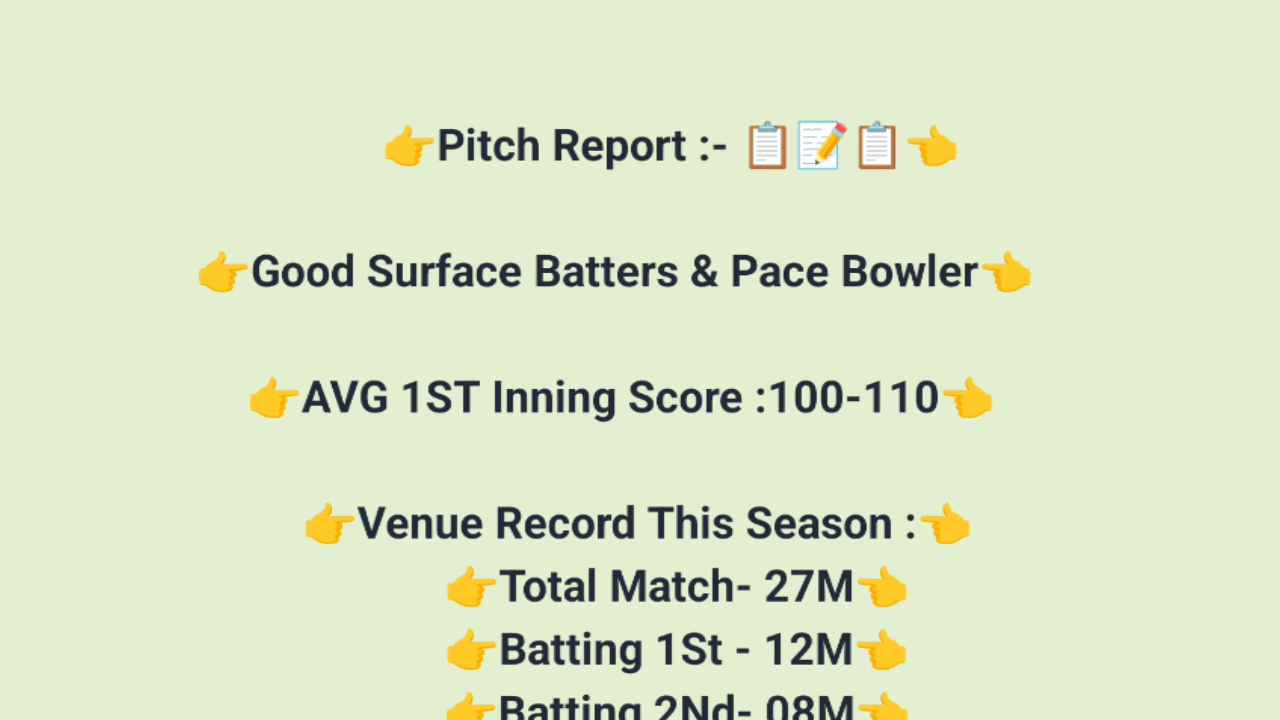 👉Pitch Report :- 📋📝📋👈
👉Good Surface Batters & Pace Bowler👈
👉AVG 1ST Inning Score :100-110👈
👉Venue Record This Season :👈
👉Total Match- 27M👈
👉Batting 1St - 12M👈
👉Batting 2Nd- 08M👈